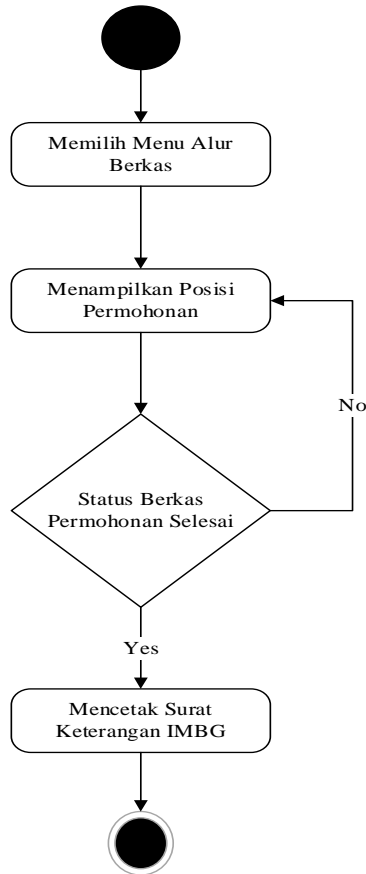 Memilih Menu Alur
Berkas
Menampilkan Posisi
Permohonan
No
Status Berkas
Permohonan Selesai
Yes
Mencetak Surat
Keterangan IMBG